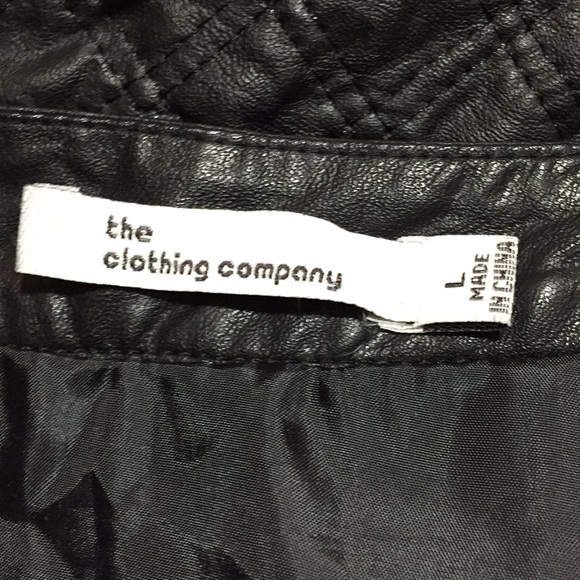 the
clothing company
L
MADE
IN CHINA